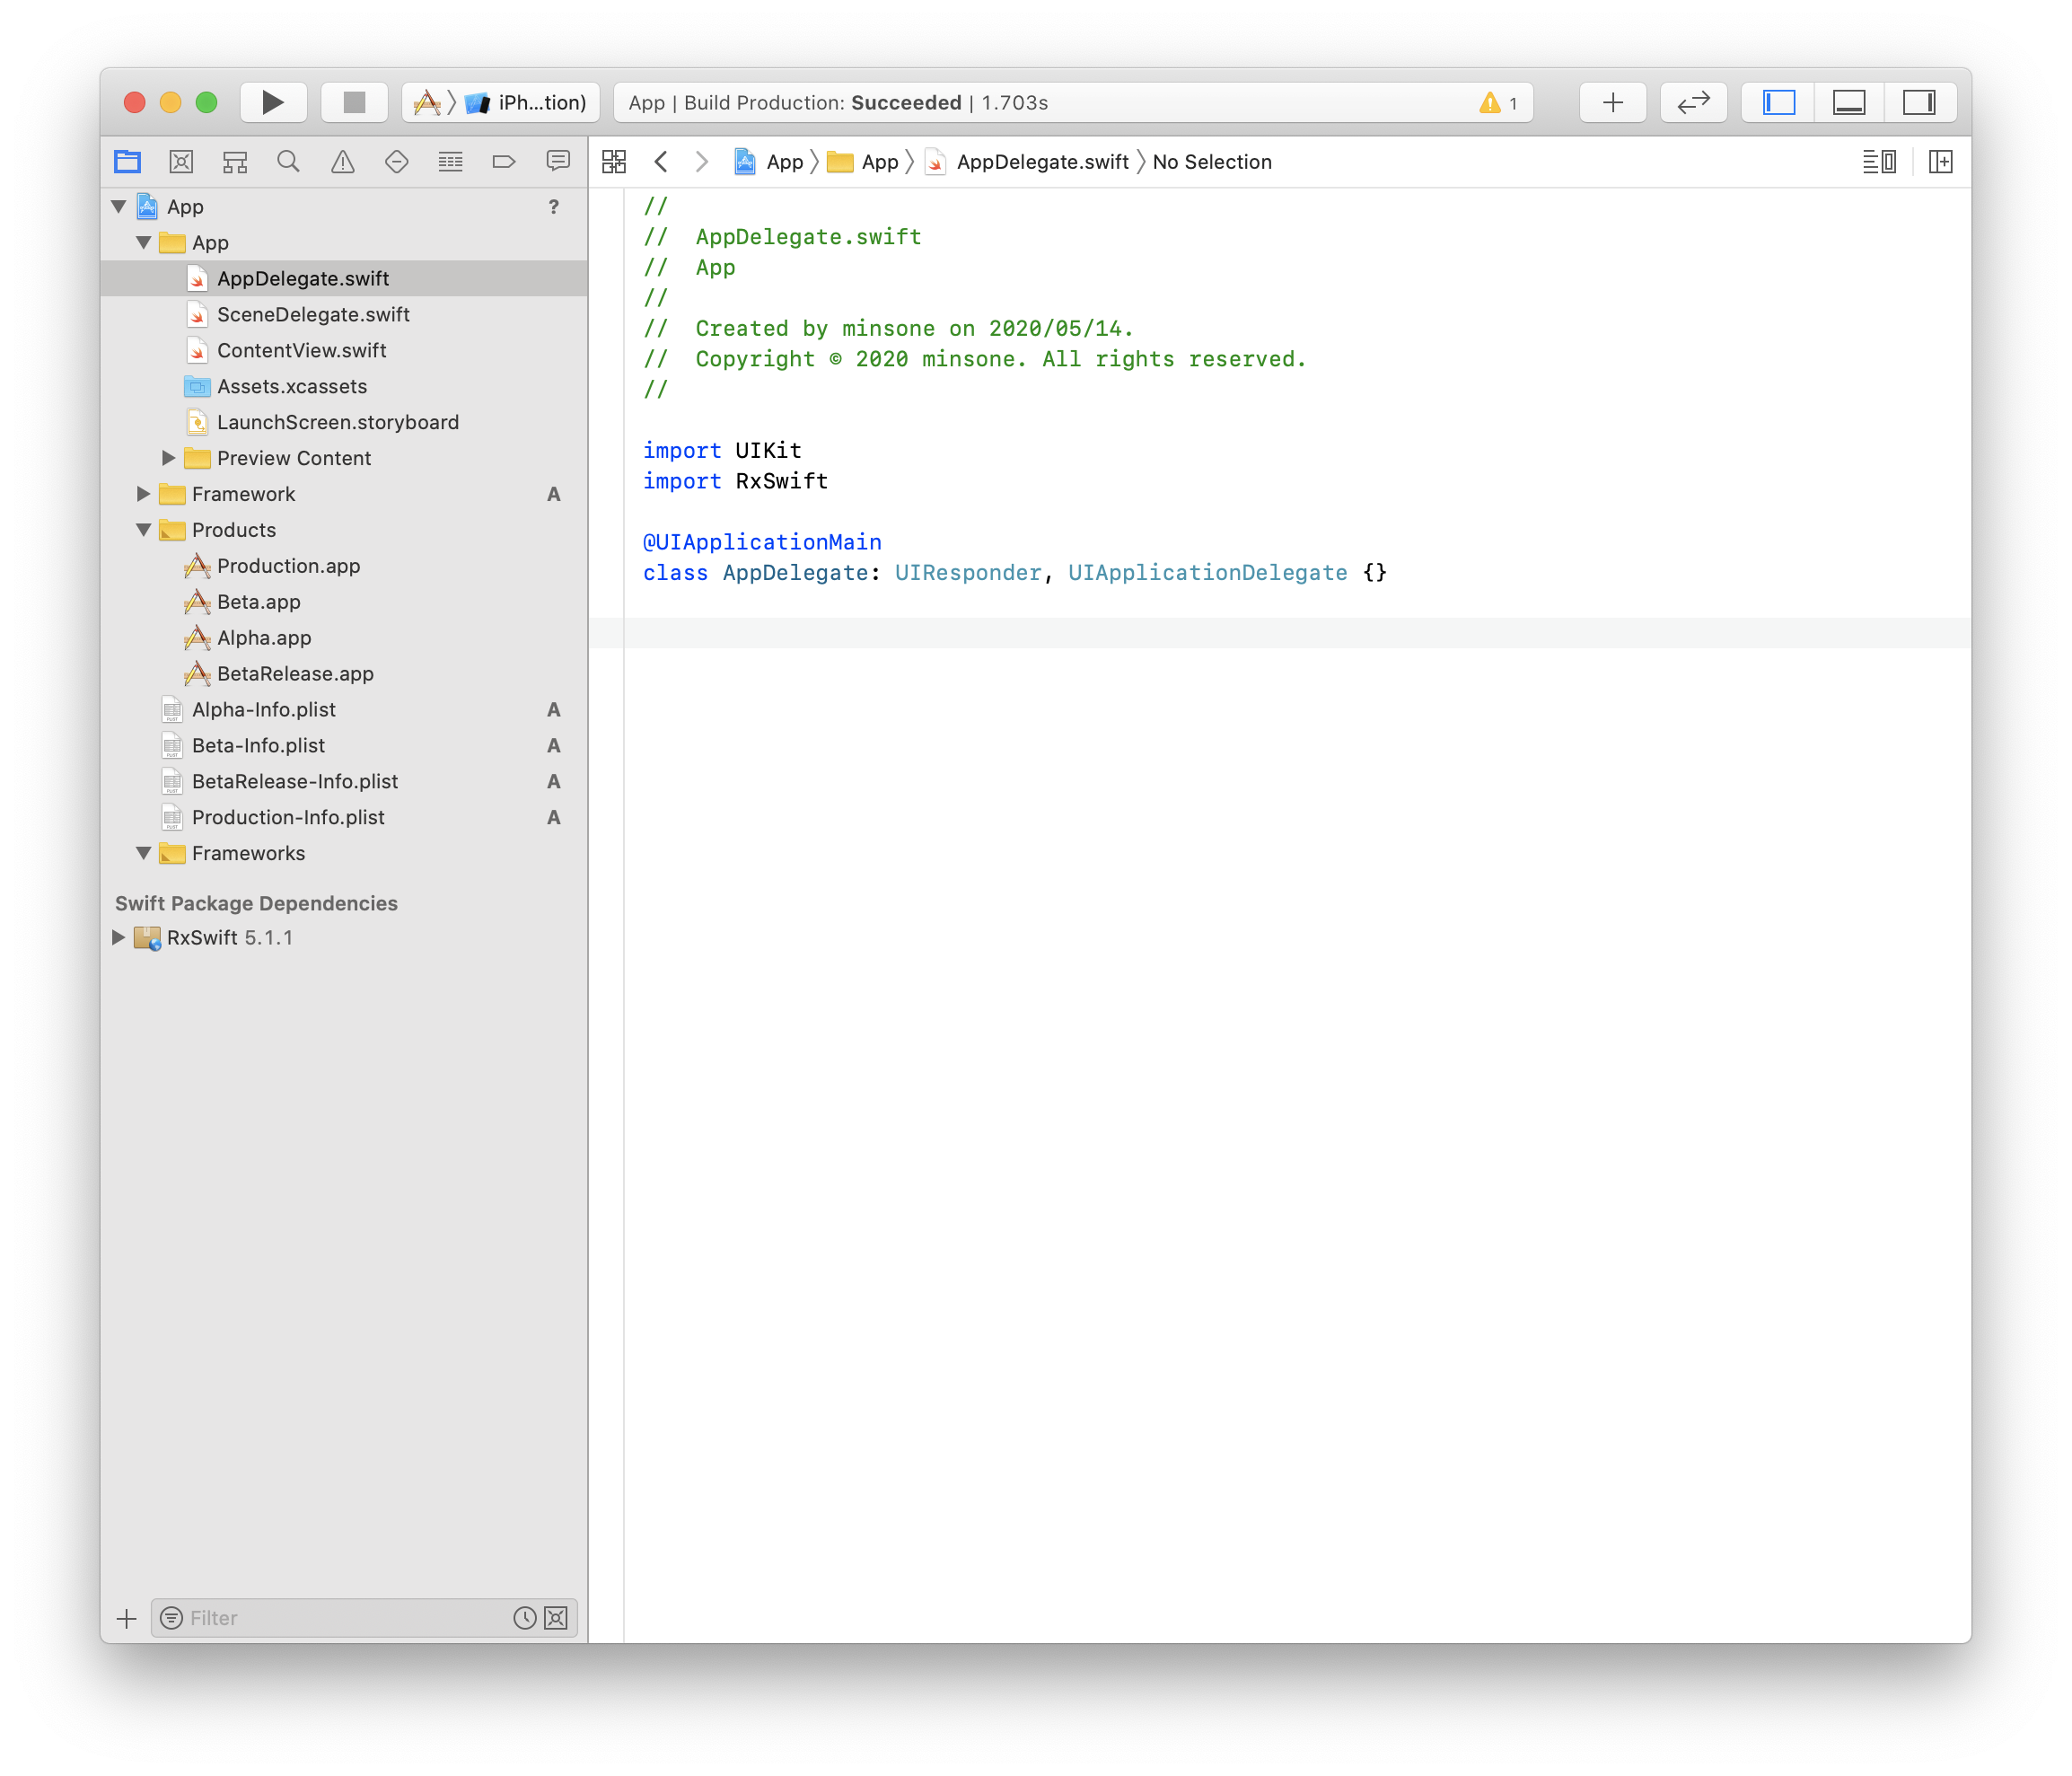 iPh...tion)
App | Build Production: Succeeded | 1.703s
1
App
App
AppDelegate.swift
No Selection
App ?
App
AppDelegate.swift
SceneDelegate.swift
ContentView.swift
Assets.xcassets
LaunchScreen.storyboard
Preview Content
Framework A
Products
Production.app
Beta.app
Alpha.app
BetaRelease.app
Alpha-Info.plist A
Beta-Info.plist A
BetaRelease-Info.plist A
Production-Info.plist A
Frameworks
Swift Package Dependencies
RxSwift 5.1.1
Filter
//
//  AppDelegate.swift
//  App
//
//  Created by minsone on 2020/05/14.
//  Copyright © 2020 minsone. All rights reserved.
//
import UIKit
import RxSwift
@UIApplicationMain
class AppDelegate: UIResponder, UIApplicationDelegate {}